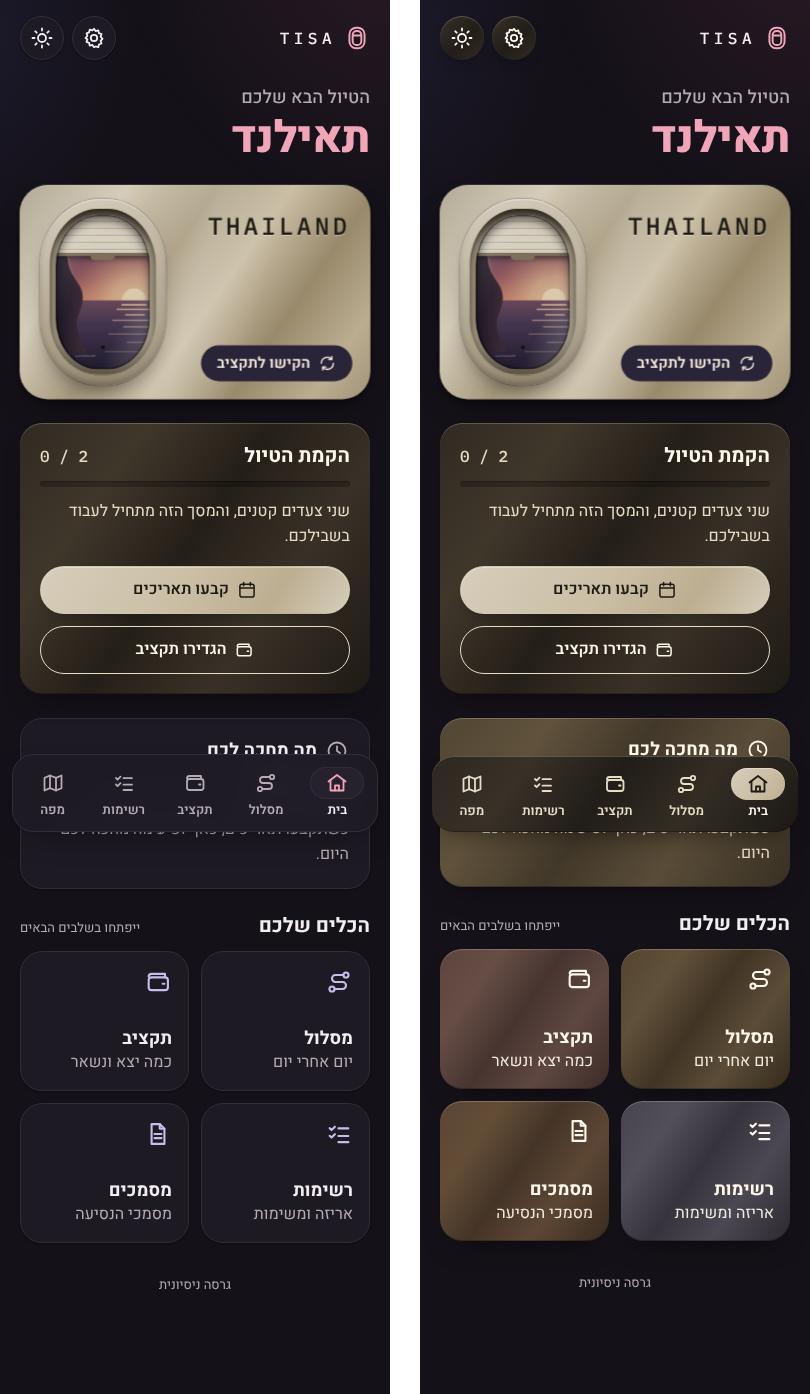 TISA
הטיול הבא שלכם
תאילנד
THAILAND
הקישו לתקציב
הקמת הטיול
0 / 2
שני צעדים קטנים, והמסך הזה מתחיל לעבוד
בשבילכם.
קבעו תאריכים
הגדירו תקציב
מה מחכה לכם
בית
מסלול
תקציב
רשימות
מפה
היום.
הכלים שלכם
ייפתחו בשלבים הבאים
מסלול
יום אחרי יום
תקציב
כמה יצא ונשאר
רשימות
אריזה ומשימות
מסמכים
מסמכי הנסיעה
גרסה ניסיונית
TISA
הטיול הבא שלכם
תאילנד
THAILAND
הקישו לתקציב
הקמת הטיול
0 / 2
שני צעדים קטנים, והמסך הזה מתחיל לעבוד
בשבילכם.
קבעו תאריכים
הגדירו תקציב
מה מחכה לכם
בית
מסלול
תקציב
רשימות
מפה
היום.
הכלים שלכם
ייפתחו בשלבים הבאים
מסלול
יום אחרי יום
תקציב
כמה יצא ונשאר
רשימות
אריזה ומשימות
מסמכים
מסמכי הנסיעה
גרסה ניסיונית